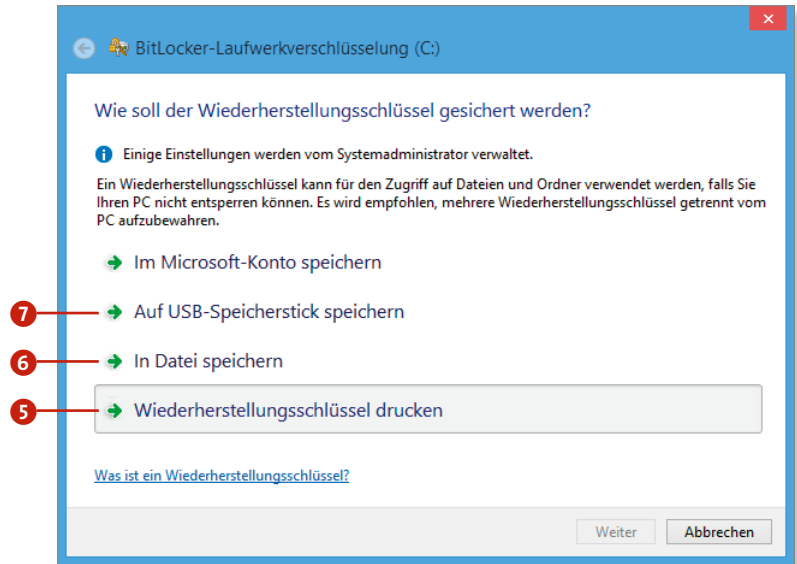 BitLocker-Laufwerkverschlüsselung (C:)
Wie soll der Wiederherstellungsschlüssel gesichert werden?
Einige Einstellungen werden vom Systemadministrator verwaltet.
Ein Wiederherstellungsschlüssel kann für den Zugriff auf Dateien und Ordner verwendet werden, falls Sie
Ihren PC nicht entsperren können. Es wird empfohlen, mehrere Wiederherstellungsschlüssel getrennt vom
PC aufzubewahren.
Im Microsoft-Konto speichern
7 Auf USB-Speicherstick speichern
6 In Datei speichern
5 Wiederherstellungsschlüssel drucken
Was ist ein Wiederherstellungsschlüssel?
Weiter Abbrechen